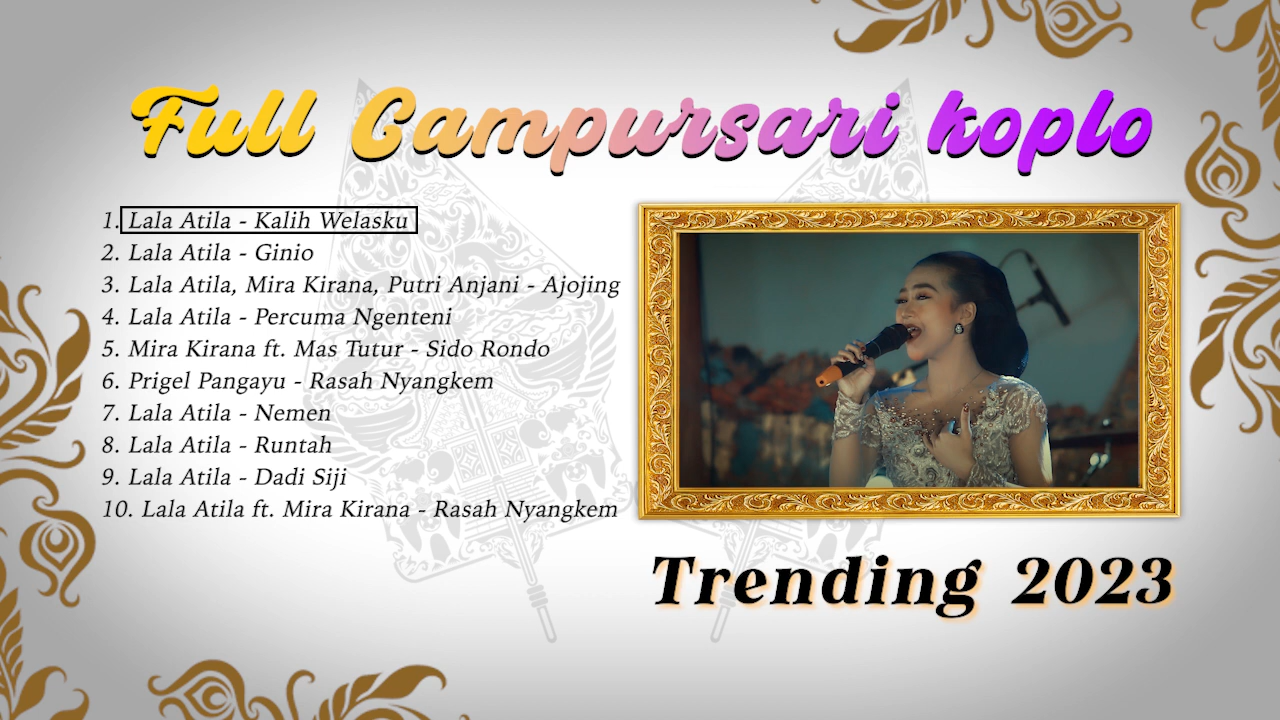 Full Campursari koplo
1. Lala Atila - Kalih Welasku
2. Lala Atila - Ginio
3. Lala Atila, Mira Kirana, Putri Anjani - Ajojing
4. Lala Atila - Percuma Ngenteni
5. Mira Kirana ft. Mas Tutur - Sido Rondo
6. Prigel Pangayu - Rasah Nyangkem
7. Lala Atila - Nemen
8. Lala Atila - Runtah
9. Lala Atila - Dadi Siji
10. Lala Atila ft. Mira Kirana - Rasah Nyangkem
Trending 2023